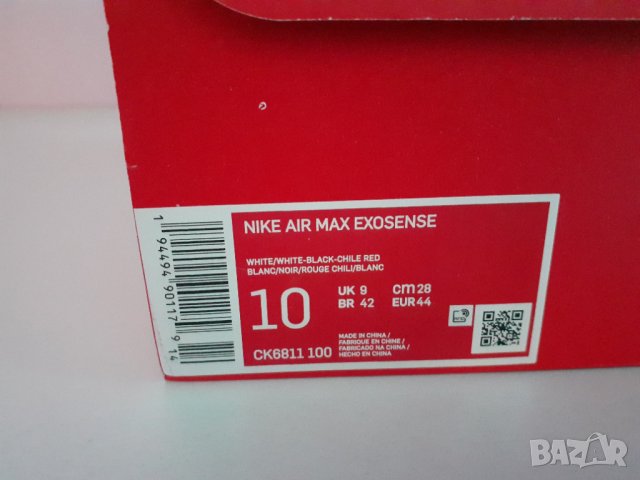 NIKE AIR MAX EXOSENSE
WHITE/WHITE-BLACK-CHILE RED
BLANC/NOIR/ROUGE CHILI/BLANC
10
UK 9 CM 28
BR 42 EUR 44
CK6811 100
MADE IN CHINA /
FABRIQUE EN CHINE /
FABRICADO NA CHINA /
HECHO EN CHINA
1 94494 90117 9 14
BAZAR